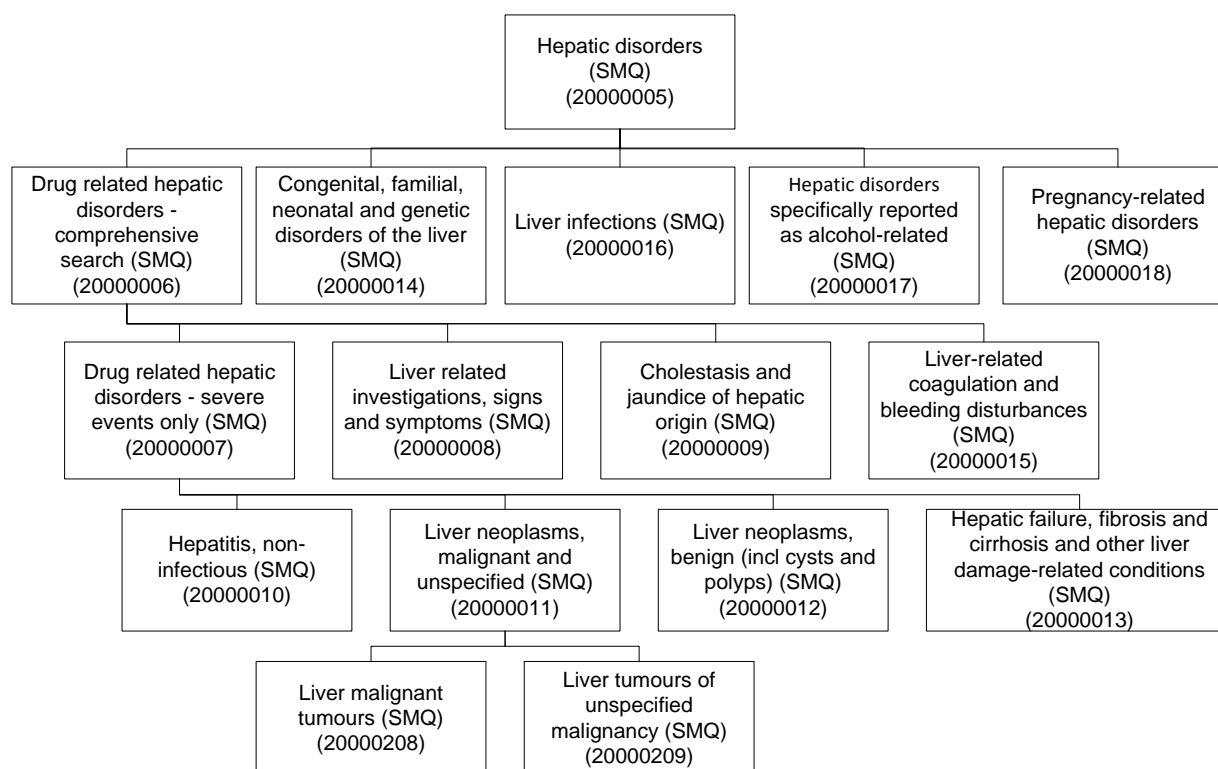 Hepatic disorders
(SMQ)
(20000005)
Drug related hepatic
disorders -
comprehensive
search (SMQ)
(20000006)
Congenital, familial,
neonatal and genetic
disorders of the liver
(SMQ)
(20000014)
Liver infections (SMQ)
(20000016)
Hepatic disorders
specifically reported
as alcohol-related
(SMQ)
(20000017)
Pregnancy-related
hepatic disorders
(SMQ)
(20000018)
Drug related hepatic
disorders - severe
events only (SMQ)
(20000007)
Liver related
investigations, signs
and symptoms (SMQ)
(20000008)
Cholestasis and
jaundice of hepatic
origin (SMQ)
(20000009)
Liver-related
coagulation and
bleeding disturbances
(SMQ)
(20000015)
Hepatitis, non-
infectious (SMQ)
(20000010)
Liver neoplasms,
malignant and
unspecified (SMQ)
(20000011)
Liver neoplasms,
benign (incl cysts and
polyps) (SMQ)
(20000012)
Hepatic failure, fibrosis and
cirrhosis and other liver
damage-related conditions
(SMQ)
(20000013)
Liver malignant
tumours (SMQ)
(20000208)
Liver tumours of
unspecified
malignancy (SMQ)
(20000209)